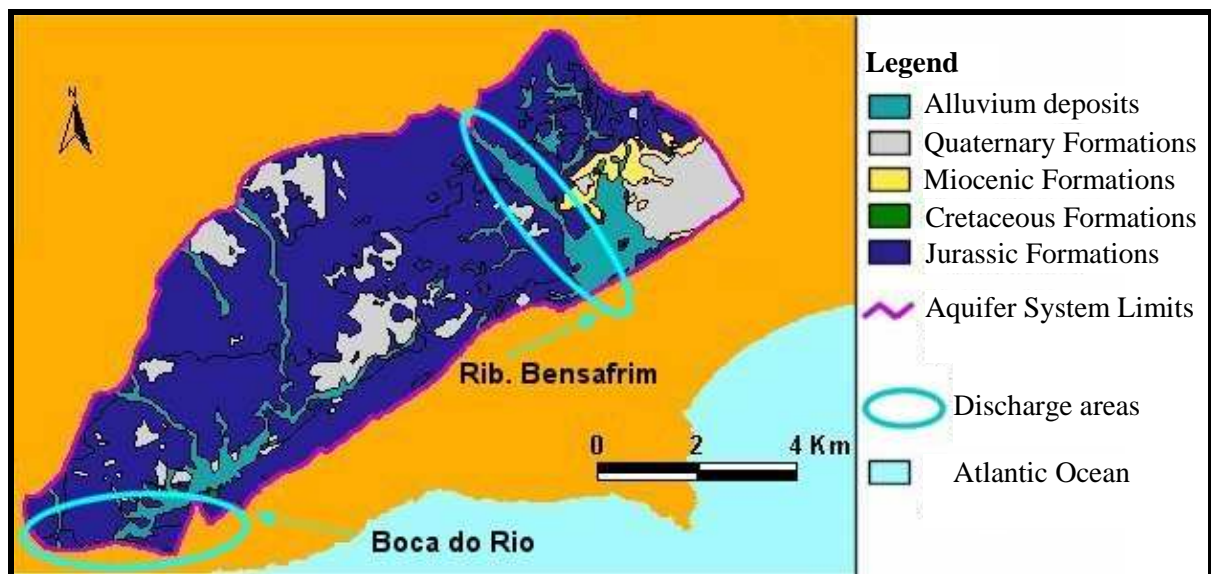 N
Rib. Bensafrim
0 2 4 Km
Boca do Rio
Legend
Alluvium deposits
Quaternary Formations
Miocenic Formations
Cretaceous Formations
Jurassic Formations
Aquifer System Limits
Discharge areas
Atlantic Ocean